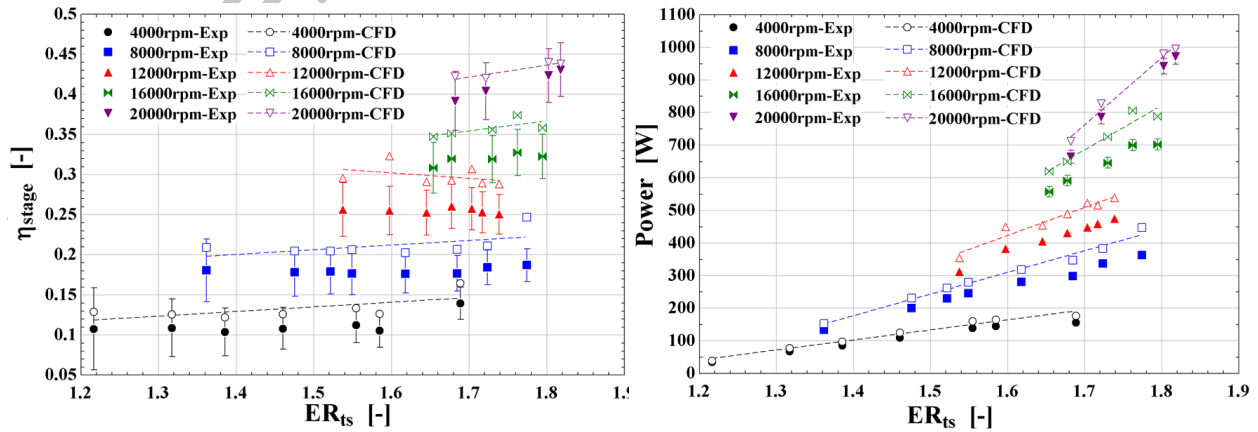 0.5
0.45
0.4
0.35
0.3
0.25
0.2
0.15
0.1
0.05
ηstage [-]
4000rpm-Exp 4000rpm-CFD
8000rpm-Exp 8000rpm-CFD
12000rpm-Exp 12000rpm-CFD
16000rpm-Exp 16000rpm-CFD
20000rpm-Exp 20000rpm-CFD
1.2 1.3 1.4 1.5 1.6 1.7 1.8 1.9
ERts [-]
1100
1000
900
800
700
600
500
400
300
200
100
0
Power [W]
4000rpm-Exp 4000rpm-CFD
8000rpm-Exp 8000rpm-CFD
12000rpm-Exp 12000rpm-CFD
16000rpm-Exp 16000rpm-CFD
20000rpm-Exp 20000rpm-CFD
1.2 1.3 1.4 1.5 1.6 1.7 1.8 1.9
ERts [-]